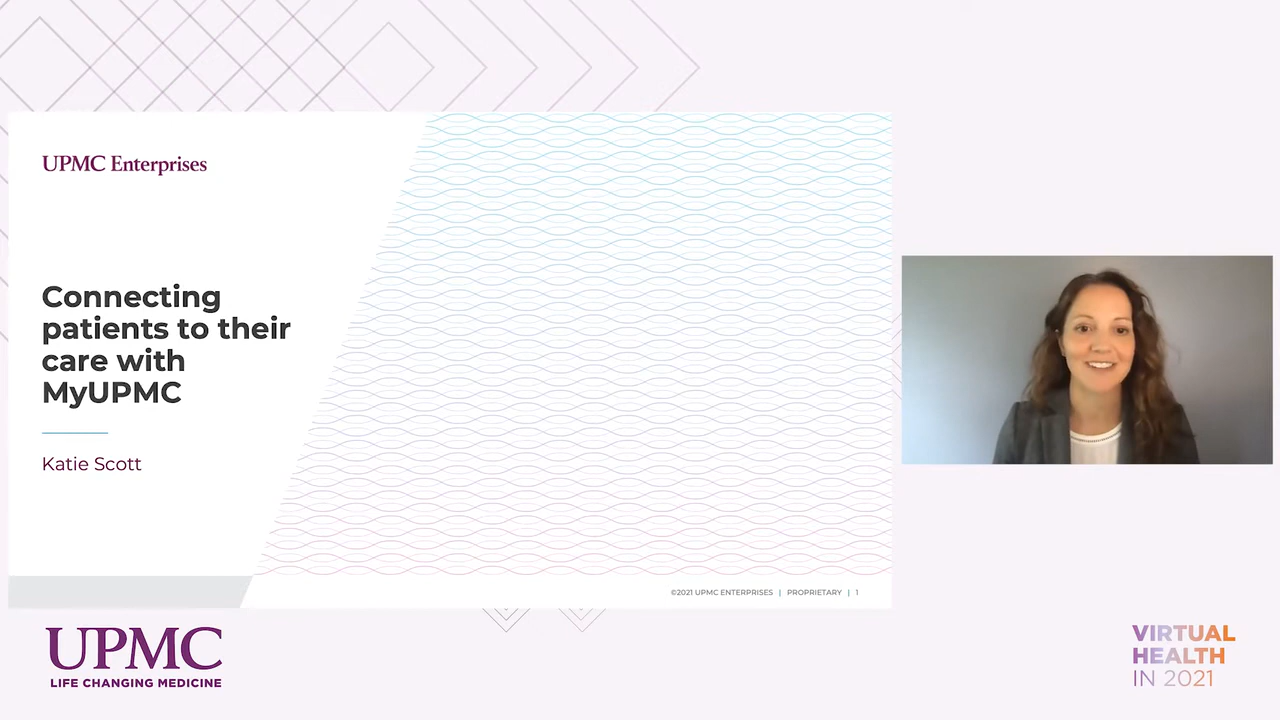 UPMC Enterprises
Connecting
patients to their
care with
MyUPMC
Katie Scott
©2021 UPMC ENTERPRISES | PROPRIETARY | 1
UPMC
LIFE CHANGING MEDICINE
VIRTUAL
HEALTH
IN 2021